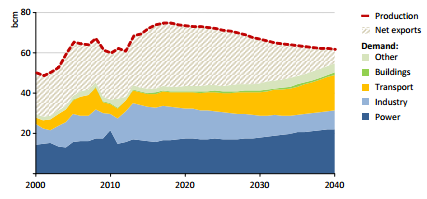 80
60
40
20
bcm
2000
2010
2020
2030
2040
Production
Net exports
Demand:
Other
Buildings
Transport
Industry
Power